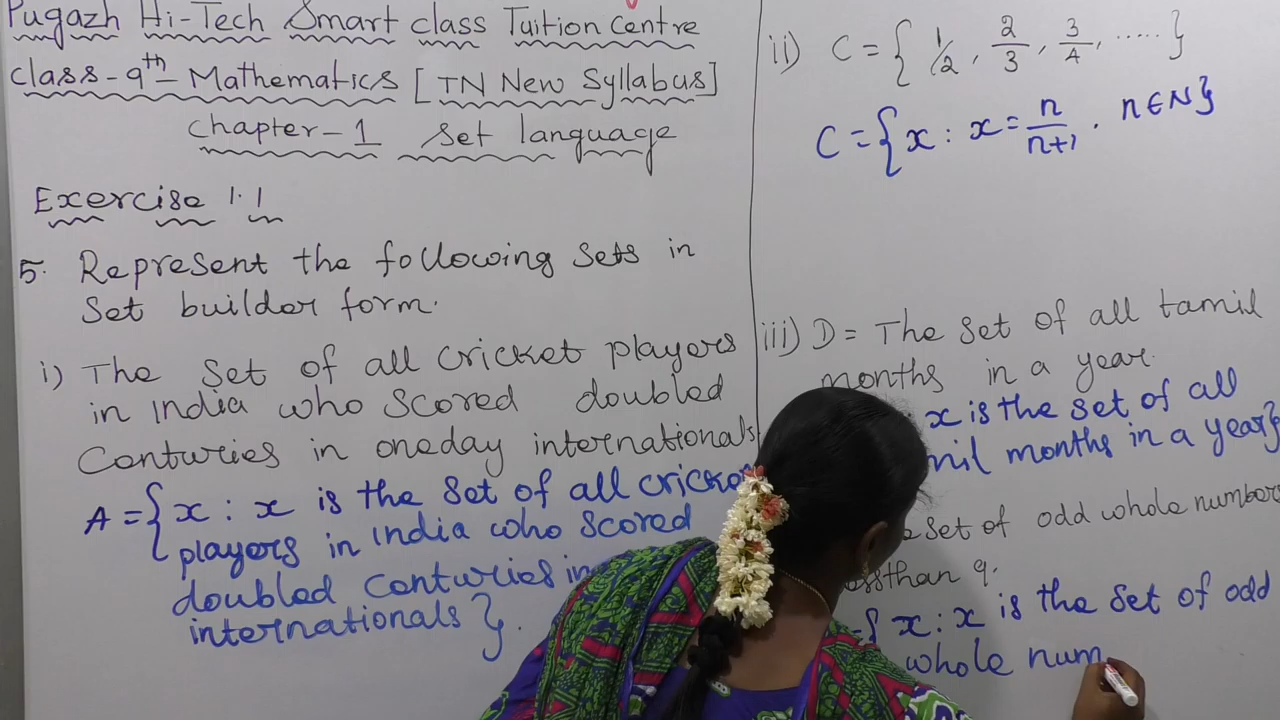 Pugazh Hi-Tech Smart class Tuition Centre
class-9th Mathematics [TN New Syllabus]
Chapter-1 Set language
Exercise 1.1
5. Represent the following sets in
Set builder form.
i) The Set of all cricket players
in India who scored doubled
Centuries in oneday internationals
A={x : x is the Set of all cricket
players in India who scored
doubled Centuries in
internationals}.
ii) C={1/2, 2/3, 3/4, .....}
C={x : x=n/n+1, n∈N}
iii) D= The Set of all tamil
months in a year.
x is the set of all
months in a year}
set of odd whole numbers
than 9.
{x : x is the Set of odd
whole num